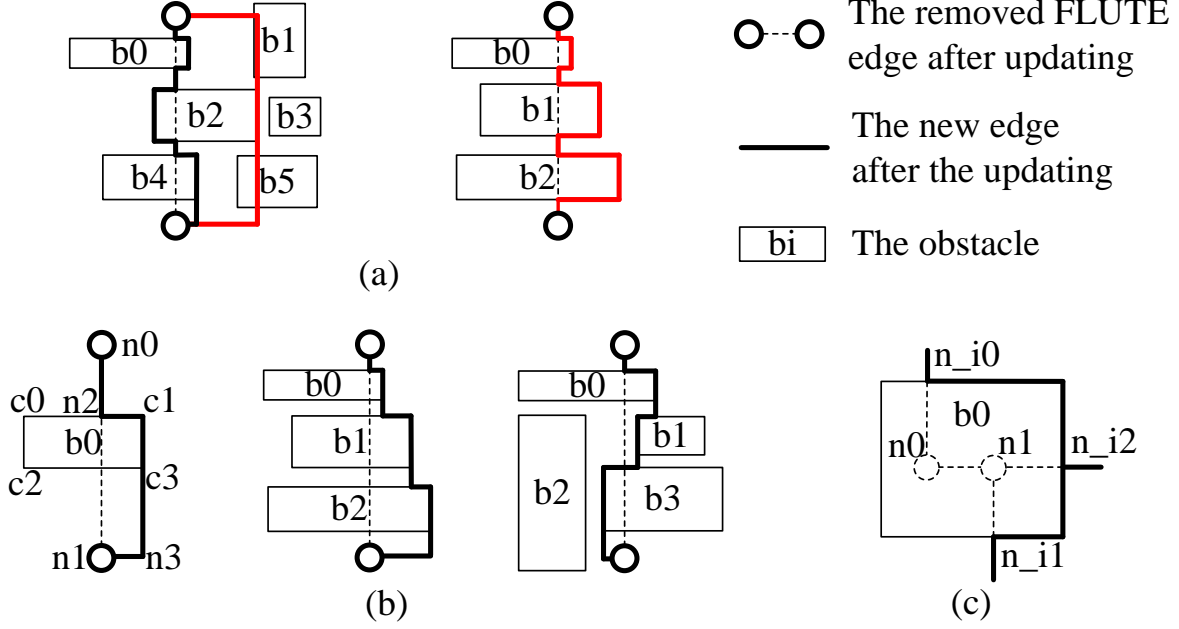 b0
b1
b2
b3
b4
b5
b0
b1
b2
(a)
The removed FLUTE
edge after updating
The new edge
after the updating
bi
The obstacle
n0
c0
n2
c1
b0
c2
c3
n1
n3
b0
b1
b2
b0
b1
b2
b3
(b)
n_i0
b0
n0
n1
n_i2
n_i1
(c)